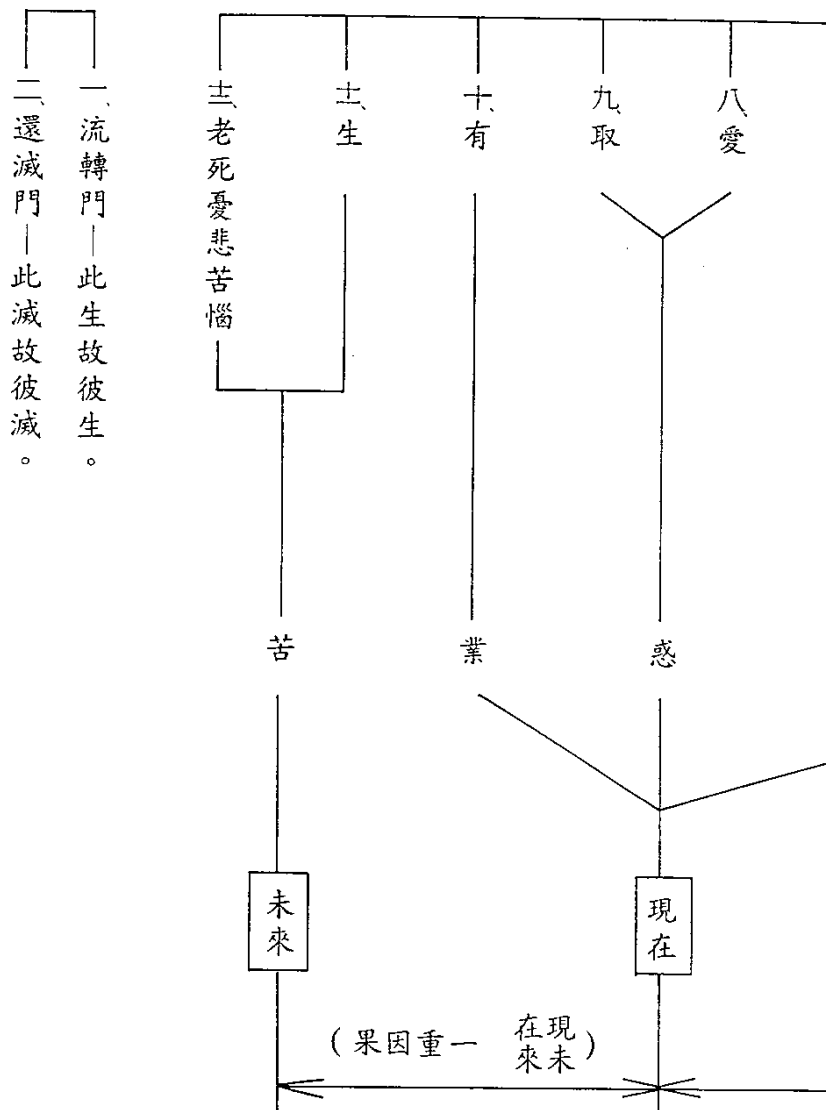 八、愛
九、取
十、有
十一、生
十二、老死憂悲苦惱
惑
業
苦
現在
未來
（現在
未來
一重因果）
一、流轉門—此生故彼生。
二、還滅門—此滅故彼滅。